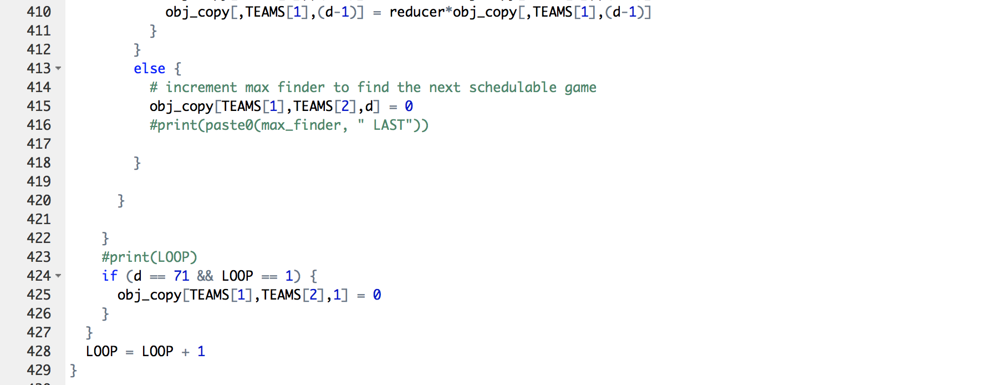 410 obj_copy[,TEAMS[1],(d-1)] = reducer*obj_copy[,TEAMS[1],(d-1)]
411 }
412 }
413 else {
414 # increment max finder to find the next schedulable game
415 obj_copy[TEAMS[1],TEAMS[2],d] = 0
416 #print(paste0(max_finder, " LAST"))
417
418 }
419
420 }
421
422 }
423 #print(LOOP)
424 if (d == 71 && LOOP == 1) {
425 obj_copy[TEAMS[1],TEAMS[2],1] = 0
426 }
427 }
428 LOOP = LOOP + 1
429 }